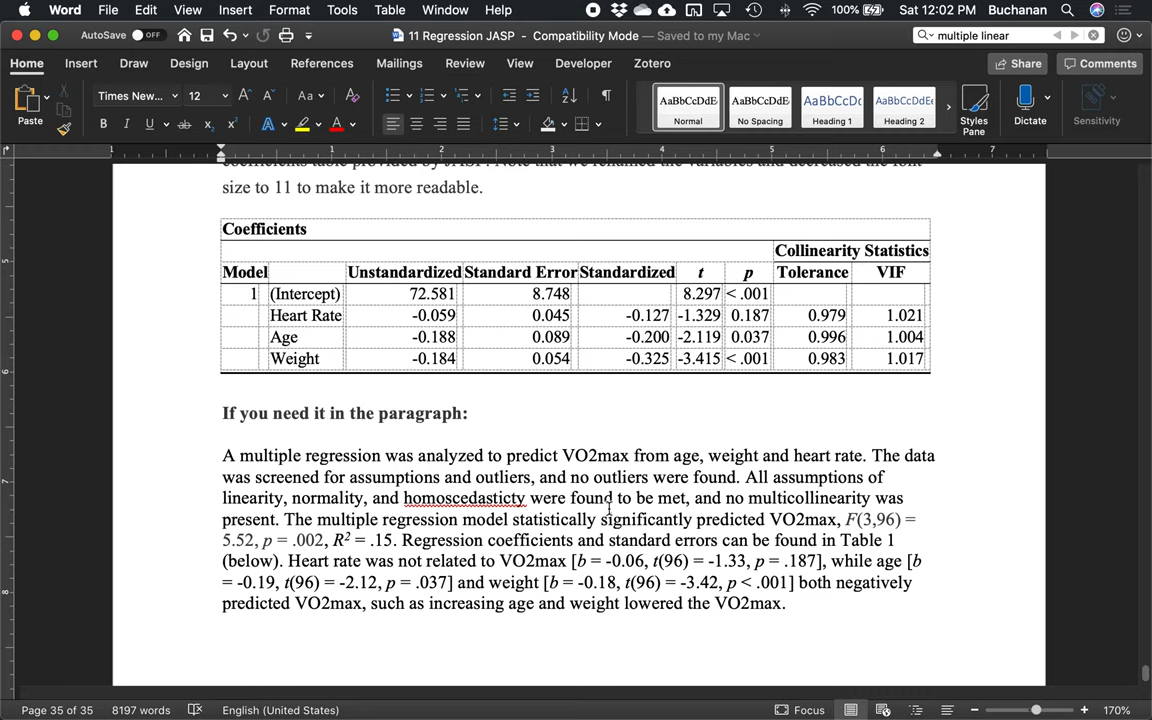 Word File Edit View Insert Format Tools Table Window Help 100% Sat 12:02 PM Buchanan
AutoSave OFF 11 Regression JASP - Compatibility Mode — Saved to my Mac multiple linear
Home Insert Draw Design Layout References Mailings Review View Developer Zotero Share Comments
Times New... 12 Aa AaBbCcDdE AaBbCcDdE AaBbCcDc AaBbCcDdEe
Paste Normal No Spacing Heading 1 Heading 2 Styles Pane Dictate Sensitivity
1 1 2 3 4 5 6 7
size to 11 to make it more readable.
Coefficients
Collinearity Statistics
Model Unstandardized Standard Error Standardized t p Tolerance VIF
1 (Intercept) 72.581 8.748 8.297 < .001
Heart Rate -0.059 0.045 -0.127 -1.329 0.187 0.979 1.021
Age -0.188 0.089 -0.200 -2.119 0.037 0.996 1.004
Weight -0.184 0.054 -0.325 -3.415 < .001 0.983 1.017
If you need it in the paragraph:
A multiple regression was analyzed to predict VO2max from age, weight and heart rate. The data
was screened for assumptions and outliers, and no outliers were found. All assumptions of
linearity, normality, and homoscedasticty were found to be met, and no multicollinearity was
present. The multiple regression model statistically significantly predicted VO2max, F(3,96) =
5.52, p = .002, R² = .15. Regression coefficients and standard errors can be found in Table 1
(below). Heart rate was not related to VO2max [b = -0.06, t(96) = -1.33, p = .187], while age [b
= -0.19, t(96) = -2.12, p = .037] and weight [b = -0.18, t(96) = -3.42, p < .001] both negatively
predicted VO2max, such as increasing age and weight lowered the VO2max.
Page 35 of 35 8197 words English (United States) Focus 170%